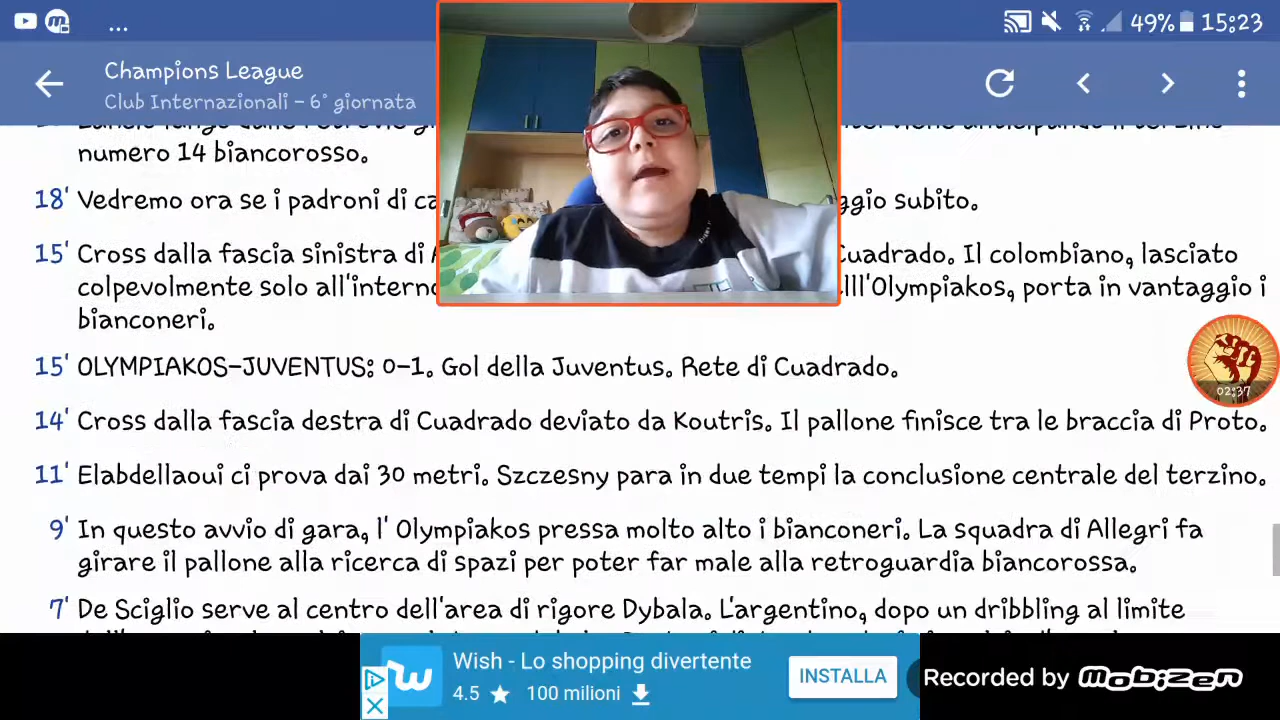 ... 49% 15:23
Champions League
Club Internazionali – 6° giornata
numero 14 biancorosso.
18' Vedremo ora se i padroni di ggio subito.
15' Cross dalla fascia sinistra di Cuadrado. Il colombiano, lasciato
colpevolmente solo all'interno lll'Olympiakos, porta in vantaggio i
bianconeri.
15' OLYMPIAKOS-JUVENTUS: 0-1. Gol della Juventus. Rete di Cuadrado.
14' Cross dalla fascia destra di Cuadrado deviato da Koutris. Il pallone finisce tra le braccia di Proto.
11' Elabdellaoui ci prova dai 30 metri. Szczesny para in due tempi la conclusione centrale del terzino.
9' In questo avvio di gara, l' Olympiakos pressa molto alto i bianconeri. La squadra di Allegri fa
girare il pallone alla ricerca di spazi per poter far male alla retroguardia biancorossa.
7' De Sciglio serve al centro dell'area di rigore Dybala. L'argentino, dopo un dribbling al limite
02:37
Wish - Lo shopping divertente
4.5 100 milioni
INSTALLA
Recorded by Mobizen